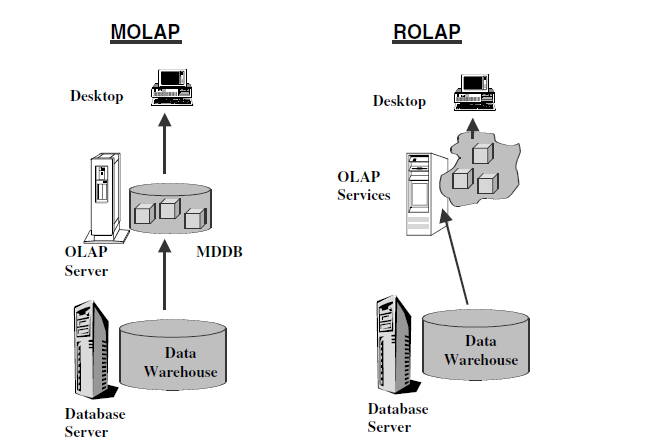 MOLAP
ROLAP
Desktop
Desktop
OLAP
Services
OLAP
Server
MDDB
Data
Warehouse
Data
Warehouse
Database
Server
Database
Server